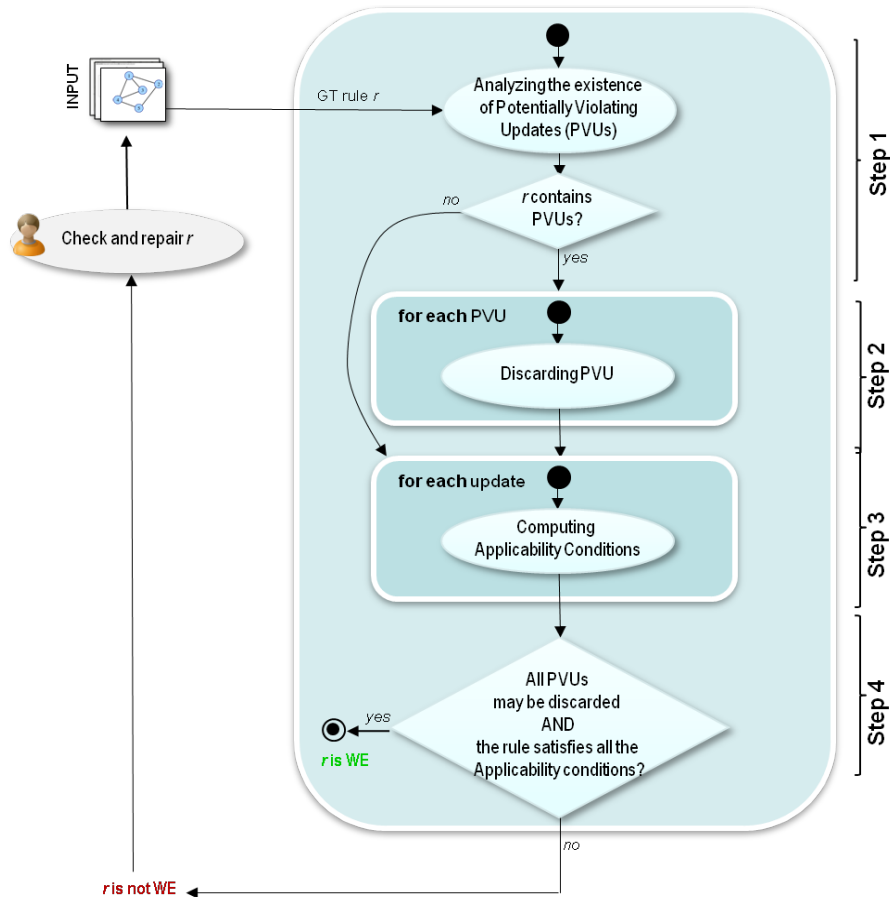 INPUT
GT rule r
Analyzing the existence
of Potentially Violating
Updates (PVUs)
Step 1
no
r contains
PVUs?
Check and repair r
yes
for each PVU
Discarding PVU
Step 2
for each update
Computing
Applicability Conditions
Step 3
All PVUs
may be discarded
AND
the rule satisfies all the
Applicability conditions?
Step 4
yes
r is WE
no
r is not WE